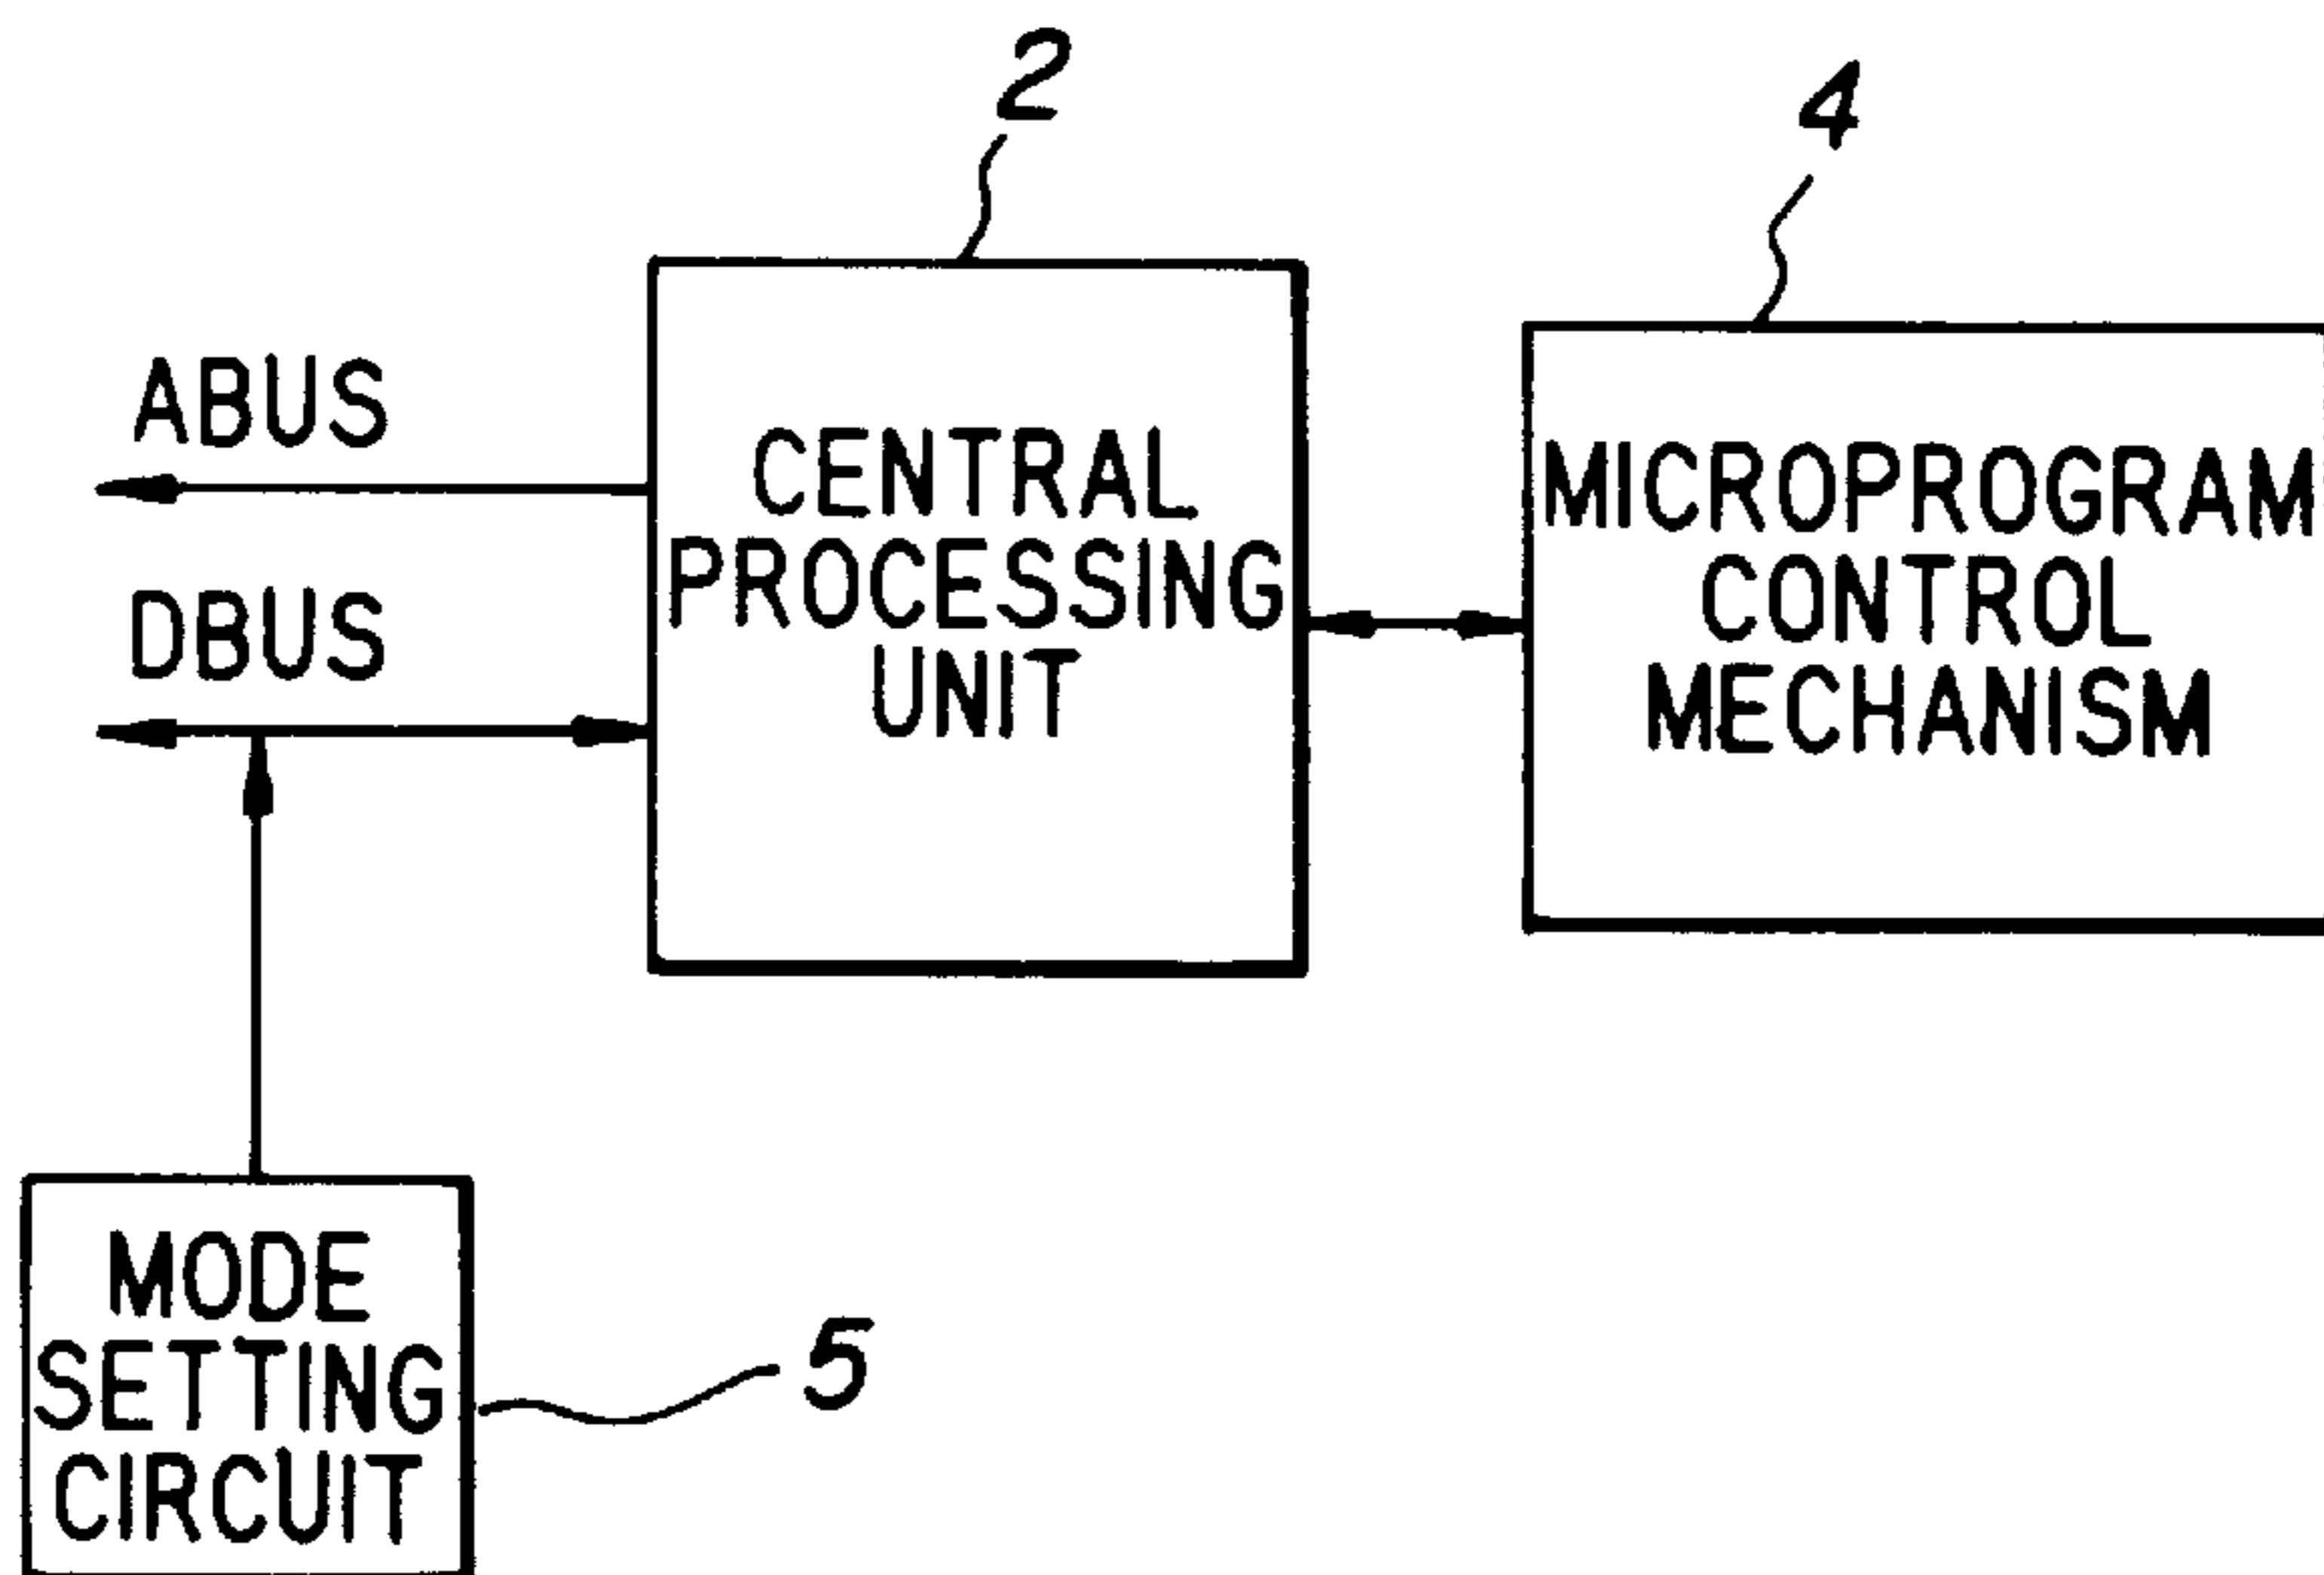 2
4
ABUS
DBUS
CENTRAL
PROCESSING
UNIT
MICROPROGRAM
CONTROL
MECHANISM
MODE
SETTING
CIRCUIT
5